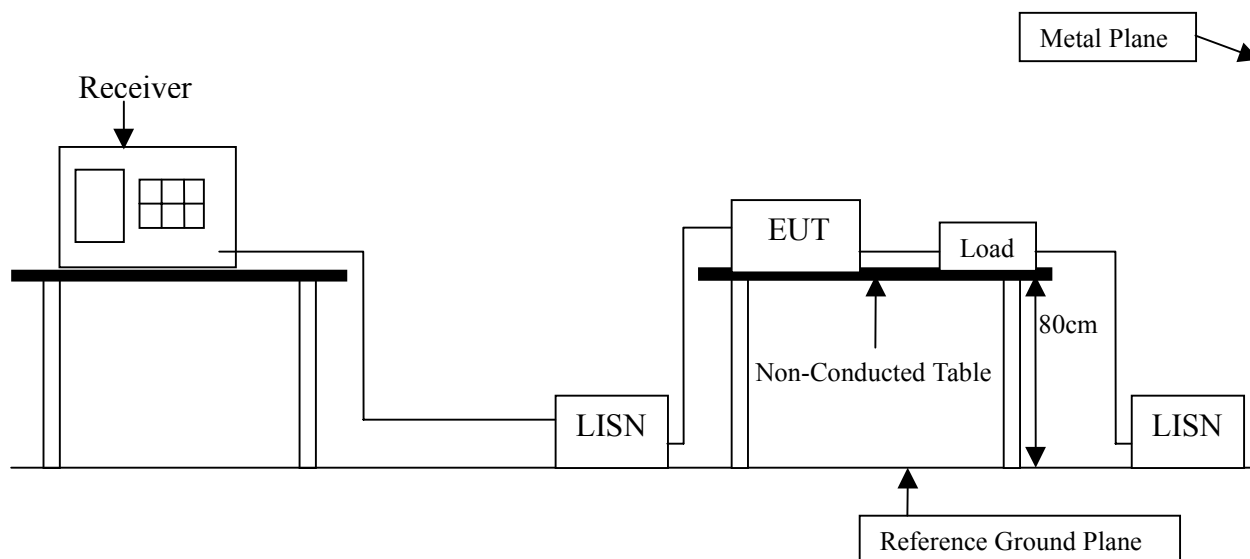 Metal Plane
Receiver
EUT
Load
80cm
Non-Conducted Table
LISN
LISN
Reference Ground Plane